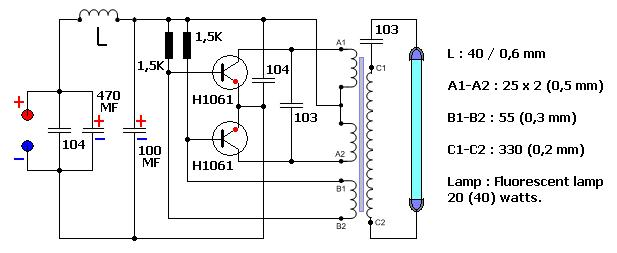 L
1,5K
1,5K
470
MF
+
+
+
−
−
−
104
100
MF
H1061
H1061
104
103
103
A1
A2
B1
B2
C1
C2
L : 40 / 0,6 mm
A1-A2 : 25 x 2 (0,5 mm)
B1-B2 : 55 (0,3 mm)
C1-C2 : 330 (0,2 mm)
Lamp : Fluorescent lamp
20 (40) watts.